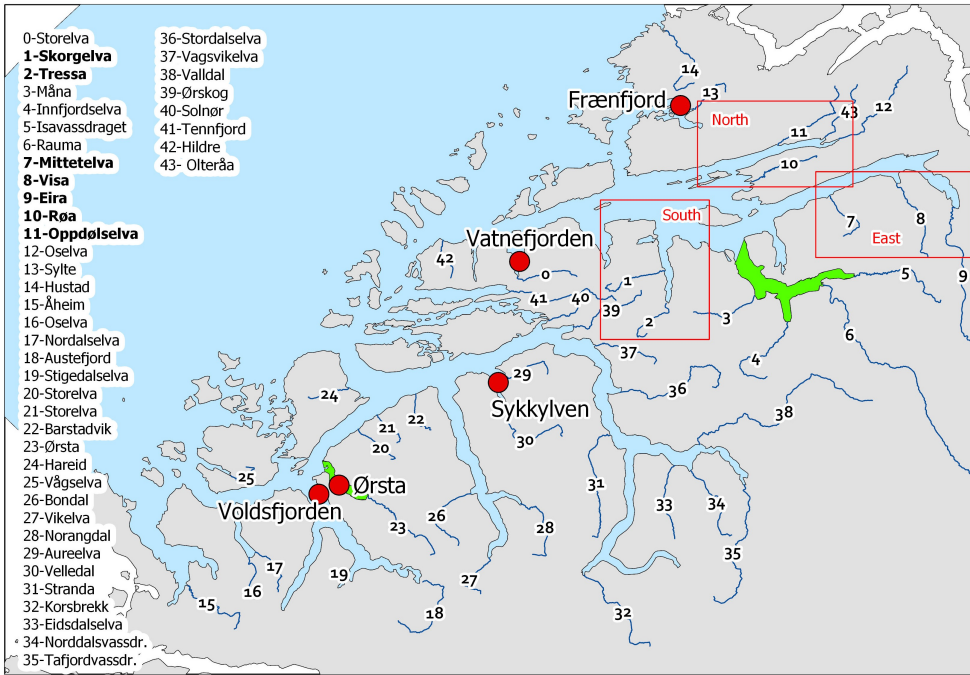 0-Storelva
1-Skorgelva
2-Tressa
3-Måna
4-Innfjordselva
5-Isavassdraget
6-Rauma
7-Mittetelva
8-Visa
9-Eira
10-Røa
11-Oppdølselva
12-Oselva
13-Sylte
14-Hustad
15-Åheim
16-Oselva
17-Nordalselva
18-Austefjord
19-Stigedalselva
20-Storelva
21-Storelva
22-Barstadvik
23-Ørsta
24-Hareid
25-Vågselva
26-Bondal
27-Vikelva
28-Norangdal
29-Aureelva
30-Velledal
31-Stranda
32-Korsbrekk
33-Eidsdalselva
34-Norddalsvassdr.
35-Tafjordvassdr.
36-Stordalselva
37-Vagsvikelva
38-Valldal
39-Ørskog
40-Solnør
41-Tennfjord
42-Hildre
43- Olteråa
14
Frænfjord
13
North
43
12
11
10
South
Vatnefjorden
7
8
East
42
0
1
5
9
41
40
39
2
3
6
37
4
29
36
24
Sykkylven
38
22
21
30
20
25
Ørsta
31
Voldsfjorden
33
34
23
26
28
35
17
19
27
15
16
18
32